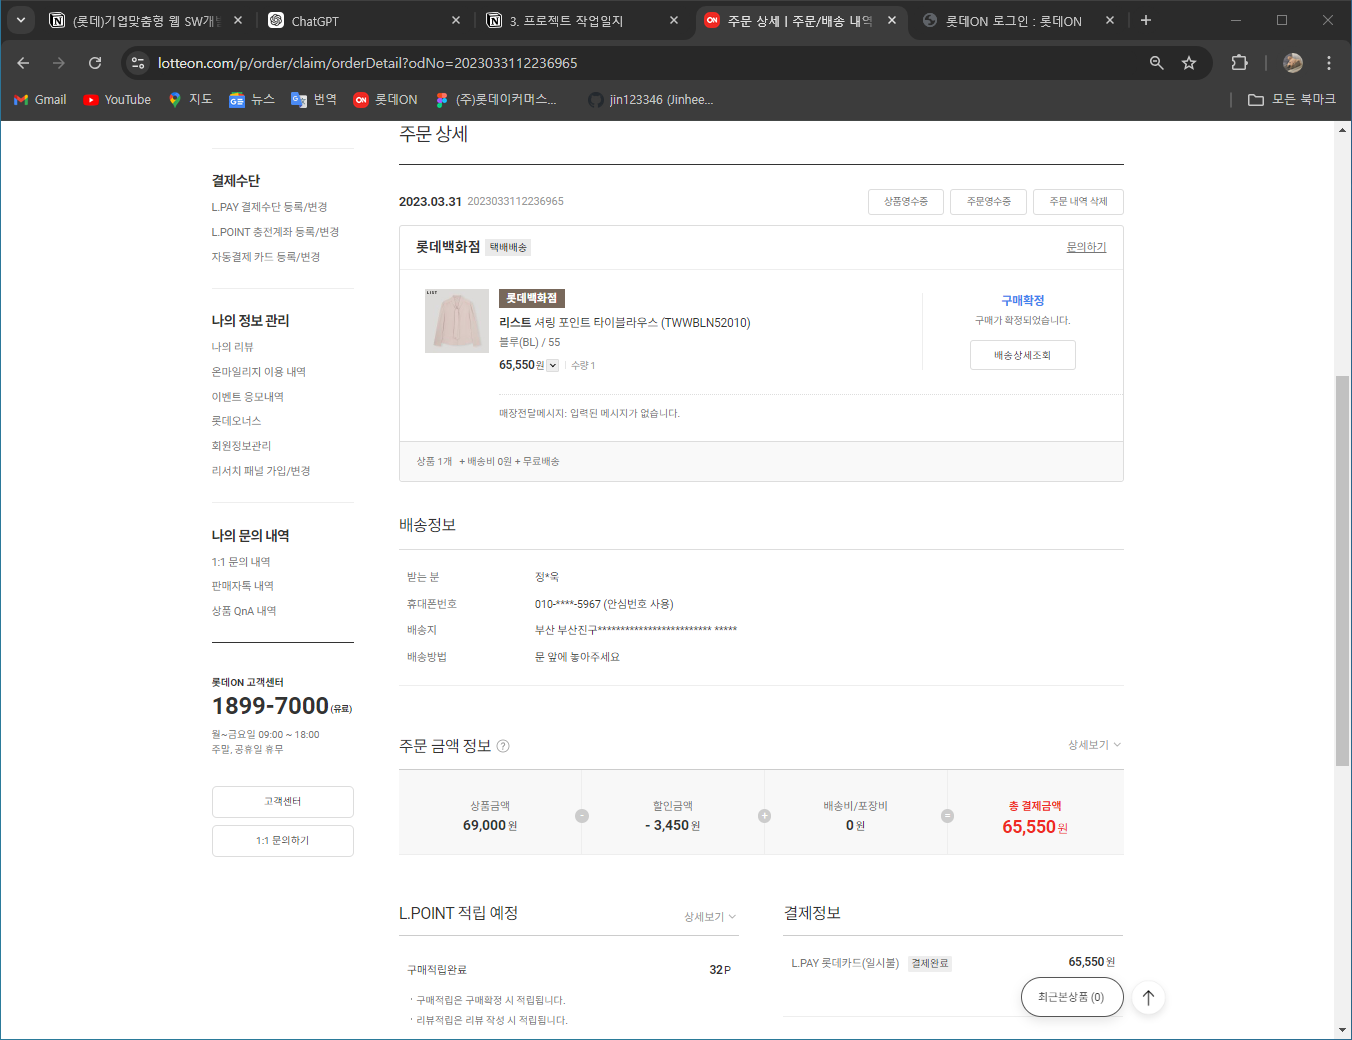 (롯데)기업맞춤형 웹 SW개발
ChatGPT
3. 프로젝트 작업일지
주문 상세 | 주문/배송 내역
롯데ON 로그인 : 롯데ON
lotteon.com/p/order/claim/orderDetail?odNo=2023033112236965
Gmail
YouTube
지도
뉴스
번역
롯데ON
(주)롯데이커머스...
jin123346 (Jinhee...
모든 북마크
결제수단
L.PAY 결제수단 등록/변경
L.POINT 충전계좌 등록/변경
자동결제 카드 등록/변경
나의 정보 관리
나의 리뷰
온마일리지 이용 내역
이벤트 응모내역
롯데오너스
회원정보관리
리서치 패널 가입/변경
나의 문의 내역
1:1 문의 내역
판매자톡 내역
상품 QnA 내역
롯데ON 고객센터
1899-7000 (유료)
월~금요일 09:00 ~ 18:00
주말, 공휴일 휴무
고객센터
1:1 문의하기
주문 상세
2023.03.31 2023033112236965
상품영수증
주문영수증
주문 내역 삭제
롯데백화점 택배배송
문의하기
LIST
롯데백화점
리스트 셔링 포인트 타이블라우스 (TWWBLN52010)
블루(BL) / 55
65,550원 수량 1
구매확정
구매가 확정되었습니다.
배송상세조회
매장전달메시지: 입력된 메시지가 없습니다.
상품 1개 + 배송비 0원 + 무료배송
배송정보
받는 분 정*욱
휴대폰번호 010-****-5967 (안심번호 사용)
배송지 부산 부산진구************************* *****
배송방법 문 앞에 놓아주세요
주문 금액 정보 ?
상세보기
상품금액
69,000원
-
할인금액
- 3,450원
+
배송비/포장비
0원
=
총 결제금액
65,550원
L.POINT 적립 예정
상세보기
구매적립완료 32P
· 구매적립은 구매확정 시 적립됩니다.
· 리뷰적립은 리뷰 작성 시 적립됩니다.
결제정보
L.PAY 롯데카드(일시불) 결제완료 65,550원
최근본상품 (0)